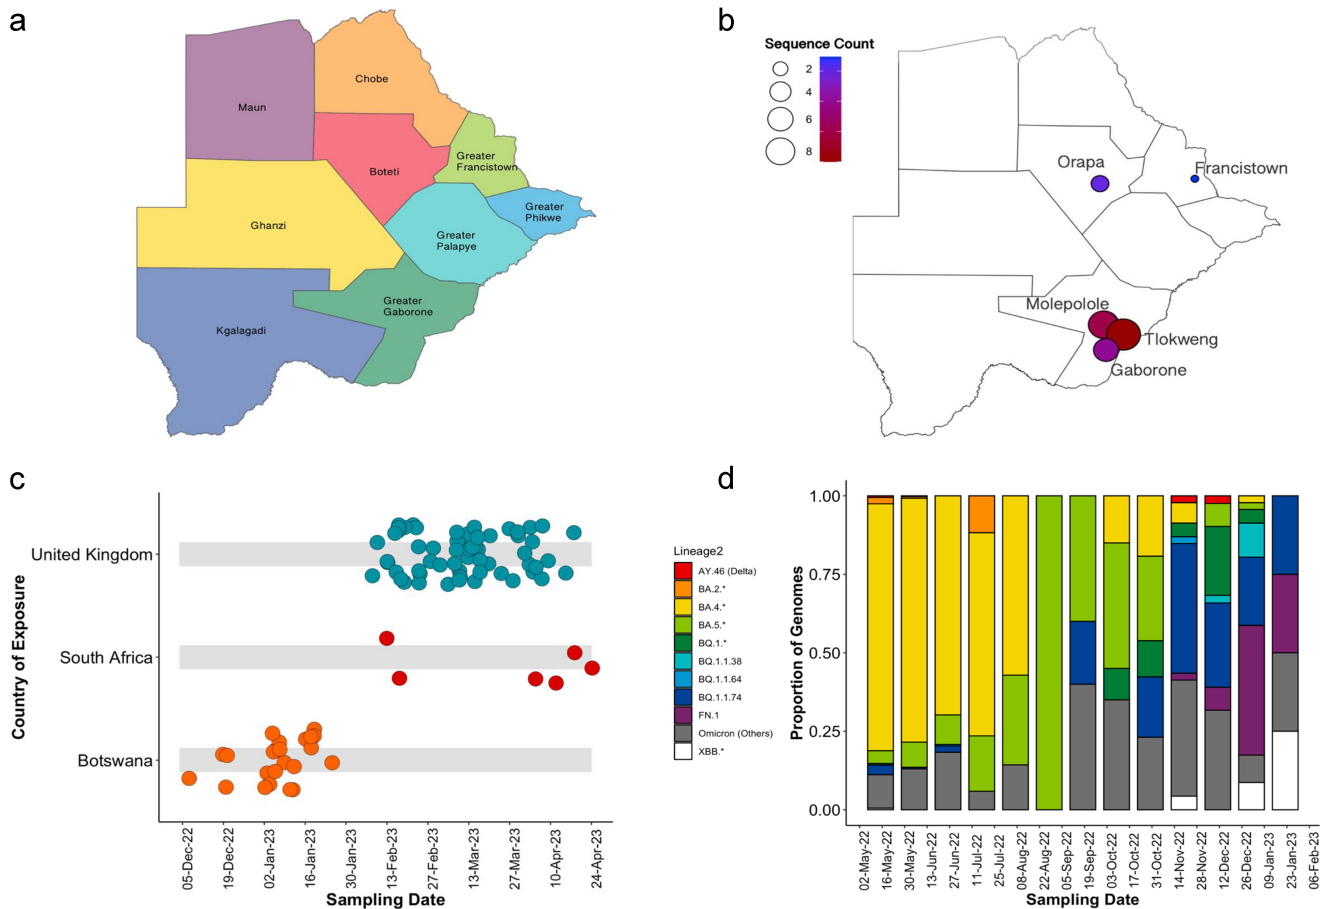 a
Maun
Chobe
Boteti
Greater
Francistown
Greater
Phikwe
Greater
Palapye
Ghanzi
Greater
Gaborone
Kgalagadi
b
Sequence Count
2
4
6
8
2
4
6
8
Orapa
Francistown
Molepolole
Tlokweng
Gaborone
c
Country of Exposure
United Kingdom
South Africa
Botswana
05-Dec-22
19-Dec-22
02-Jan-23
16-Jan-23
30-Jan-23
13-Feb-23
27-Feb-23
13-Mar-23
27-Mar-23
10-Apr-23
24-Apr-23
Sampling Date
d
Lineage2
AY.46 (Delta)
BA.2.*
BA.4.*
BA.5.*
BQ.1.*
BQ.1.1.38
BQ.1.1.64
BQ.1.1.74
FN.1
Omicron (Others)
XBB.*
Proportion of Genomes
1.00
0.75
0.50
0.25
0.00
02-May-22
16-May-22
30-May-22
13-Jun-22
27-Jun-22
11-Jul-22
25-Jul-22
08-Aug-22
22-Aug-22
05-Sep-22
19-Sep-22
03-Oct-22
17-Oct-22
31-Oct-22
14-Nov-22
28-Nov-22
12-Dec-22
26-Dec-22
09-Jan-23
23-Jan-23
06-Feb-23
Sampling Date